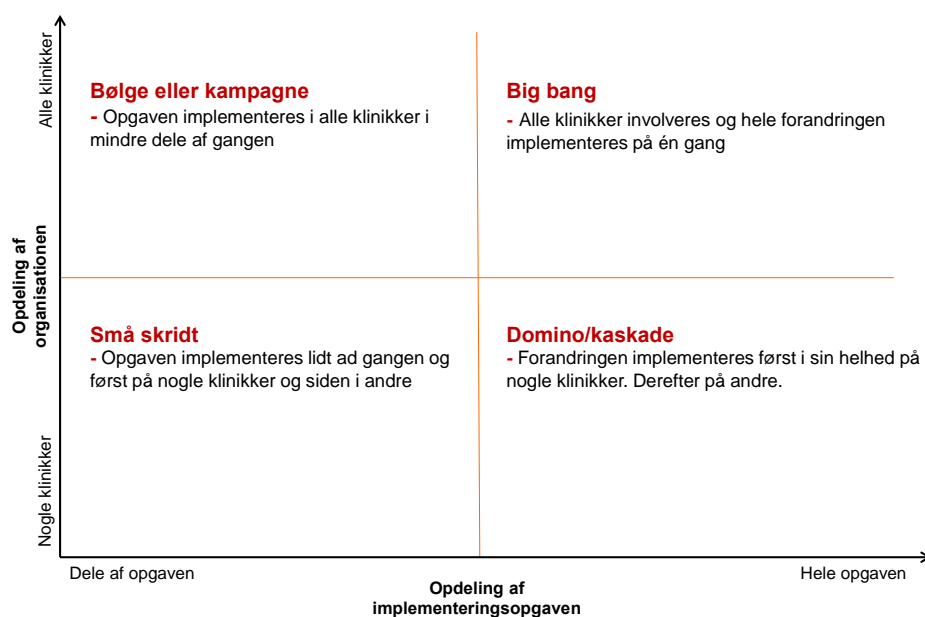 Alle klinikker
Bølge eller kampagne
- Opgaven implementeres i alle klinikker i
mindre dele af gangen
Big bang
- Alle klinikker involveres og hele forandringen
implementeres på én gang
Opdeling af
organisationen
Små skridt
- Opgaven implementeres lidt ad gangen og
først på nogle klinikker og siden i andre
Domino/kaskade
- Forandringen implementeres først i sin helhed på
nogle klinikker. Derefter på andre.
Nogle klinikker
Dele af opgaven
Hele opgaven
Opdeling af
implementeringsopgaven